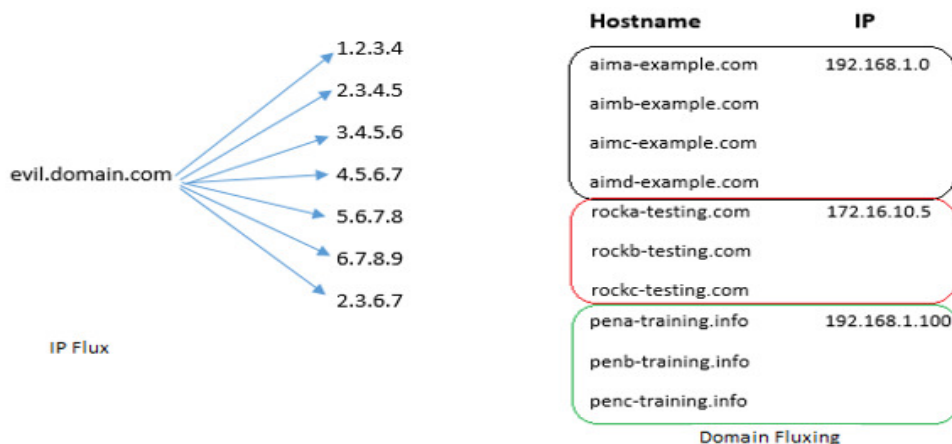 evil.domain.com
1.2.3.4
2.3.4.5
3.4.5.6
4.5.6.7
5.6.7.8
6.7.8.9
2.3.6.7
IP Flux
Hostname IP
aima-example.com 192.168.1.0
aimb-example.com
aimc-example.com
aimd-example.com
rocka-testing.com 172.16.10.5
rockb-testing.com
rockc-testing.com
pena-training.info 192.168.1.100
penb-training.info
penc-training.info
Domain Fluxing